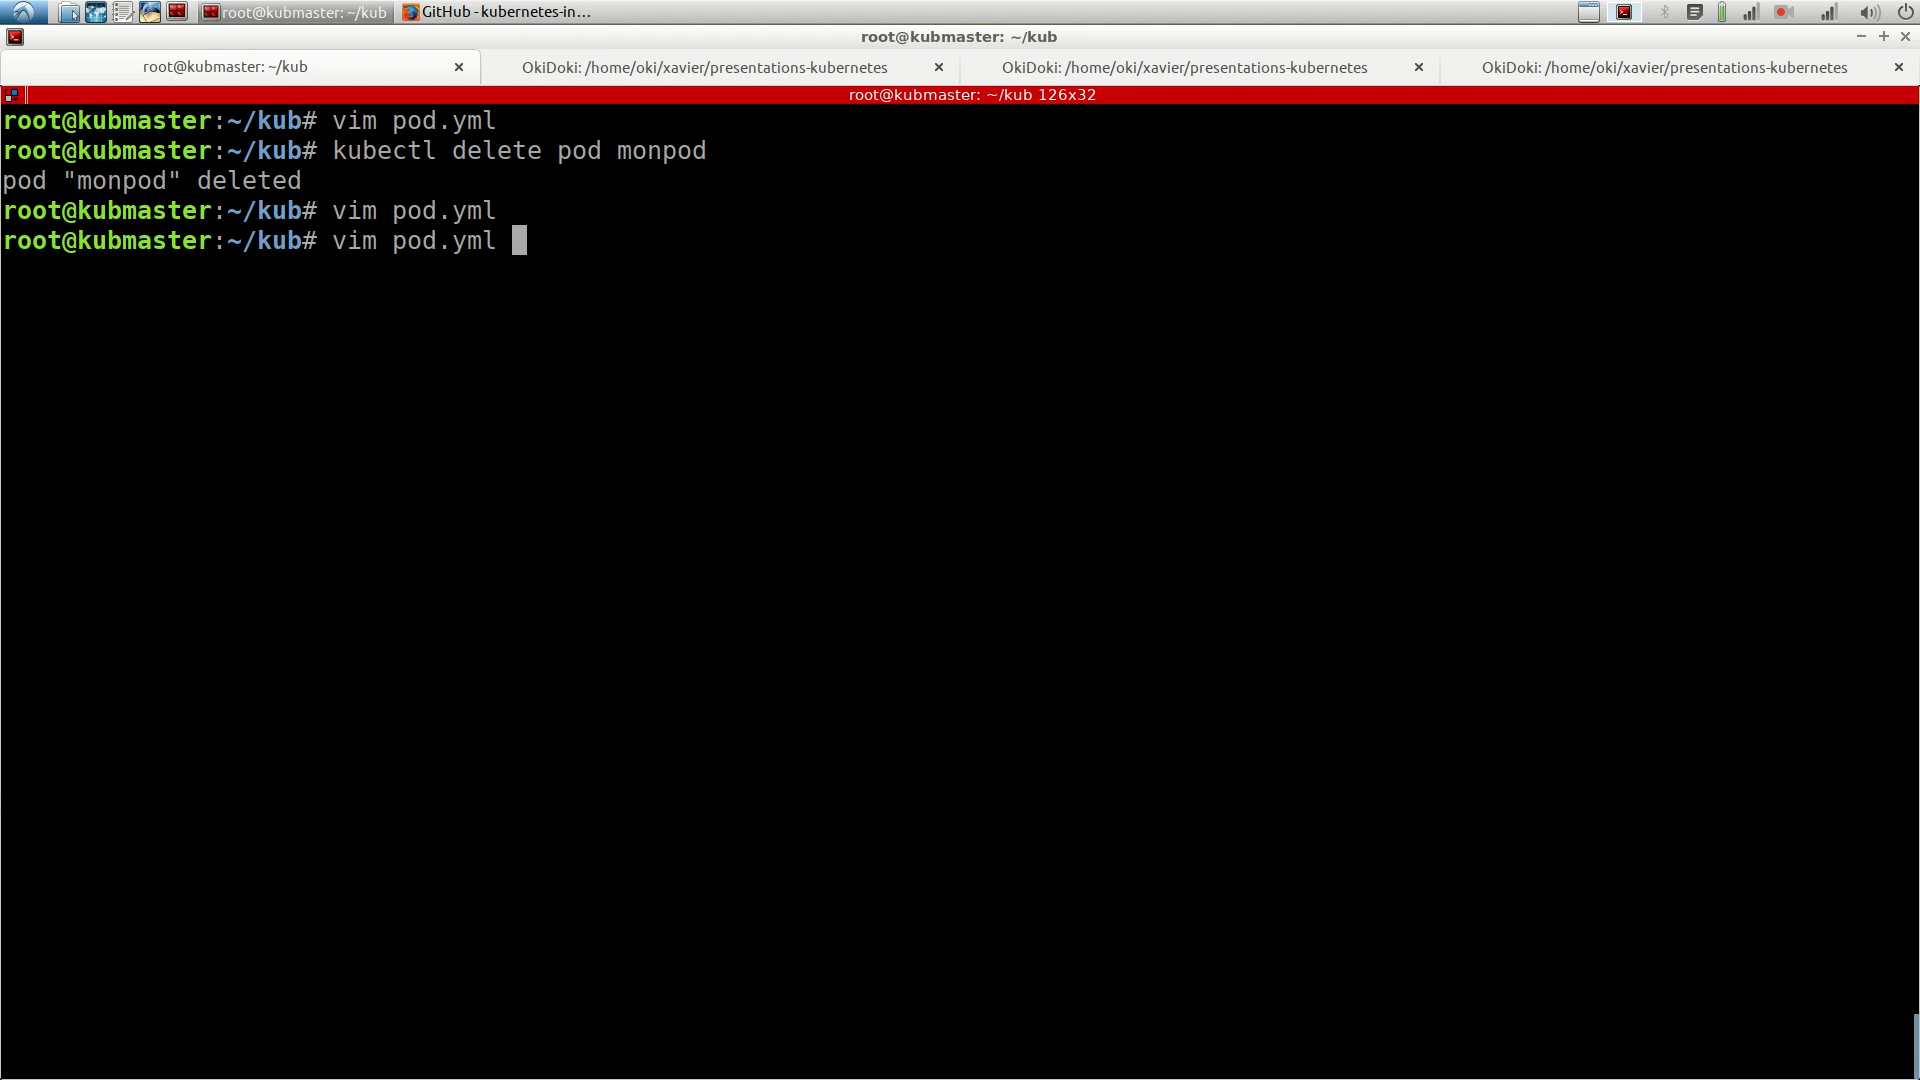 root@kubmaster: ~/kub GitHub - kubernetes-in...
root@kubmaster: ~/kub
root@kubmaster: ~/kub OkiDoki: /home/oki/xavier/presentations-kubernetes OkiDoki: /home/oki/xavier/presentations-kubernetes OkiDoki: /home/oki/xavier/presentations-kubernetes
root@kubmaster: ~/kub 126x32
root@kubmaster:~/kub# vim pod.yml
root@kubmaster:~/kub# kubectl delete pod monpod
pod "monpod" deleted
root@kubmaster:~/kub# vim pod.yml
root@kubmaster:~/kub# vim pod.yml